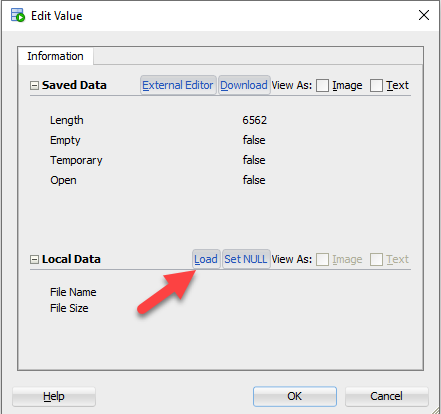 Edit Value
Information
Saved Data External Editor Download View As: Image Text
Length 6562
Empty false
Temporary false
Open false
Local Data Load Set NULL View As: Image Text
File Name
File Size
Help OK Cancel